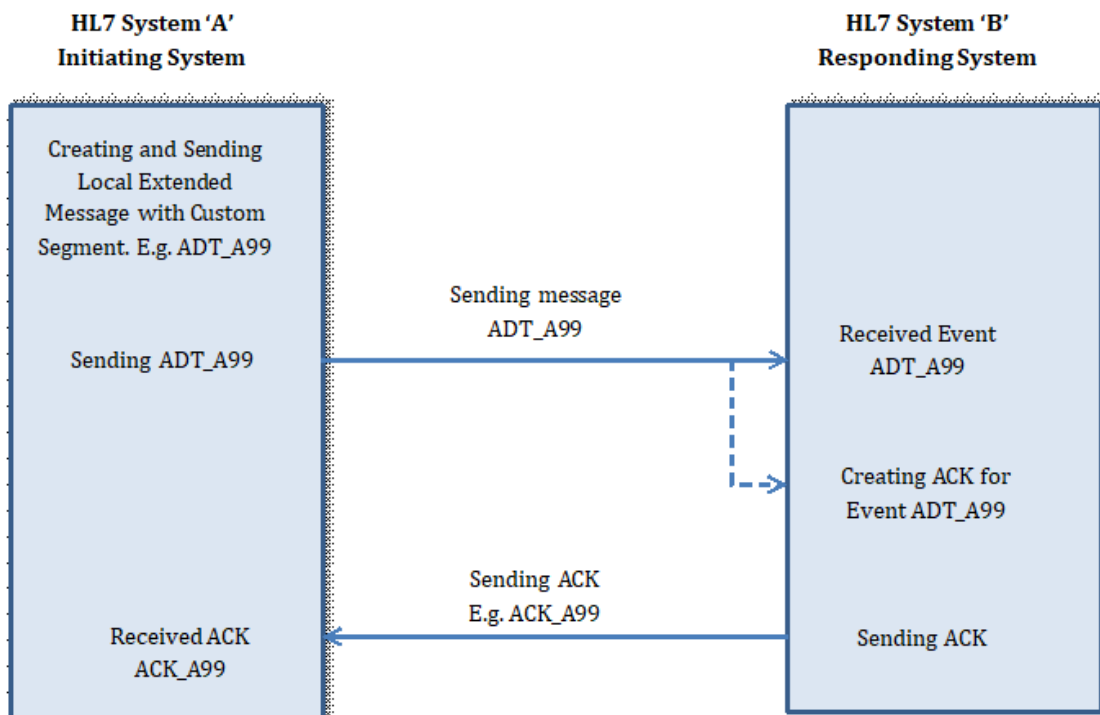 HL7 System ‘A’
Initiating System
HL7 System ‘B’
Responding System
Creating and Sending
Local Extended
Message with Custom
Segment. E.g. ADT_A99
Sending message
ADT_A99
Sending ADT_A99
Received Event
ADT_A99
Creating ACK for
Event ADT_A99
Sending ACK
E.g. ACK_A99
Received ACK
ACK_A99
Sending ACK